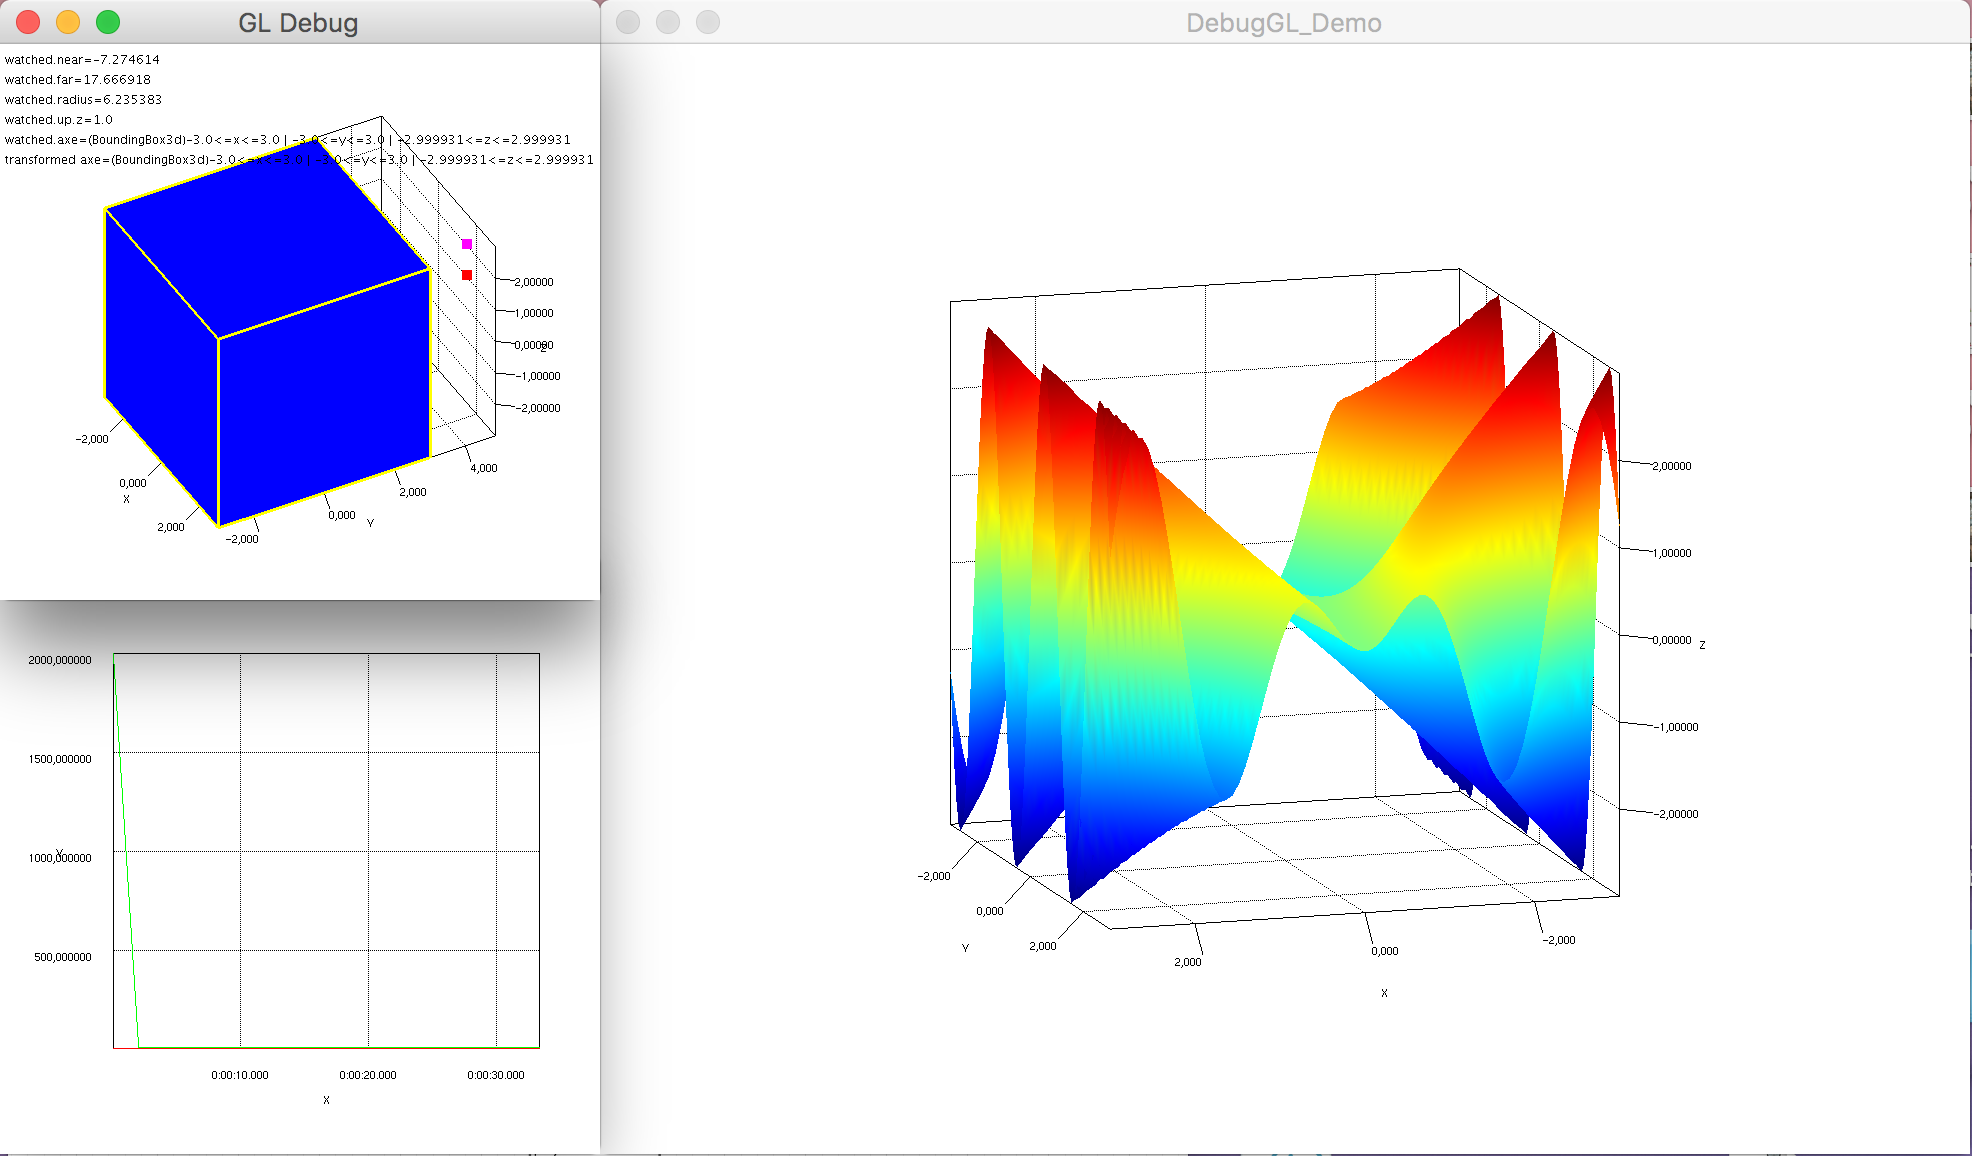 GL Debug
watched.near=-7.274614
watched.far=17.666918
watched.radius=6.235383
watched.up.z=1.0
watched.axe=(BoundingBox3d)-3.0<=x<=3.0 | -3.0<=y<=3.0 | -2.999931<=z<=2.999931
transformed axe=(BoundingBox3d)-3.0<=x<=3.0 | -3.0<=y<=3.0 | -2.999931<=z<=2.999931
2,00000
1,00000
0,00000
Z
-1,00000
-2,00000
-2,000
0,000
X
2,000
-2,000
0,000
Y
2,000
4,000
2000,000000
1500,000000
Y
1000,000000
500,000000
0:00:10.000
0:00:20.000
0:00:30.000
X
DebugGL_Demo
2,00000
1,00000
0,00000
Z
-1,00000
-2,00000
-2,000
0,000
Y
2,000
2,000
0,000
-2,000
X